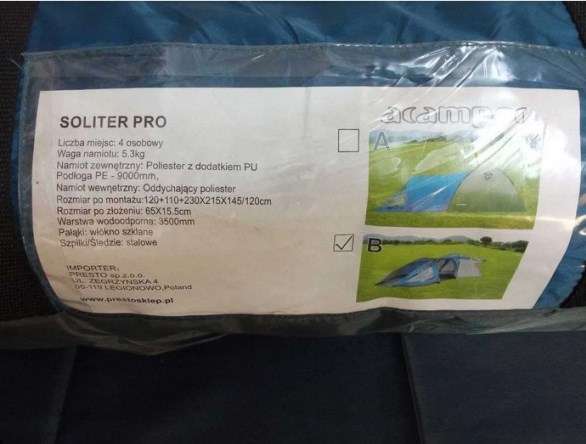 SOLITER PRO
Liczba miejsc: 4 osobowy
Waga namiotu: 5.3kg
Namiot zewnętrzny: Poliester z dodatkiem PU
Podłoga PE - 9000mm,
Namiot wewnętrzny: Oddychający poliester
Rozmiar po montażu:120+110+230X215X145/120cm
Rozmiar po złożeniu: 65X15.5cm
Warstwa wodoodporna: 3500mm
Pałąki: włókno szklane
Szpilki/Śledzie: stalowe
IMPORTER:
PRESTO sp.z.o.o.
UL. ZEGRZYŃSKA 4
05-119 LEGIONOWO,Poland
www.prestosklep.pl
acamper
A
B